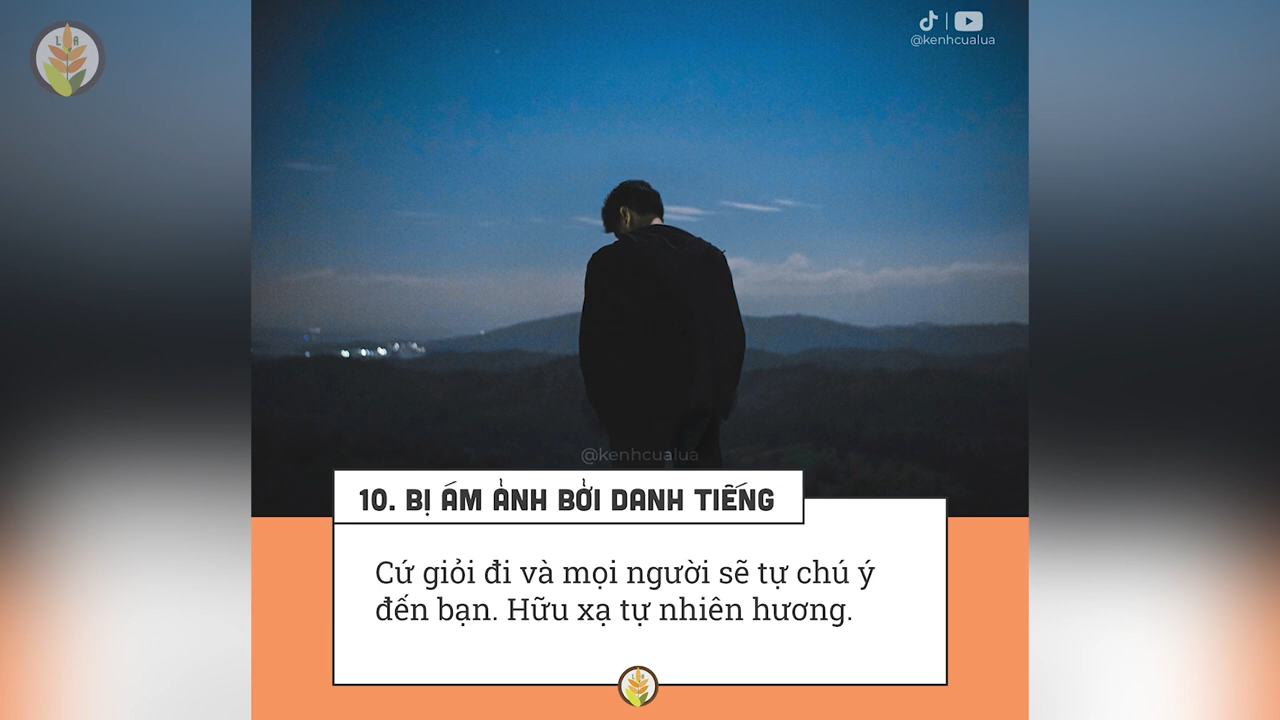 L A
@kenhcualua
@kenhcualua
10. BỊ ÁM ẢNH BỞI DANH TIẾNG
Cứ giỏi đi và mọi người sẽ tự chú ý
đến bạn. Hữu xạ tự nhiên hương.